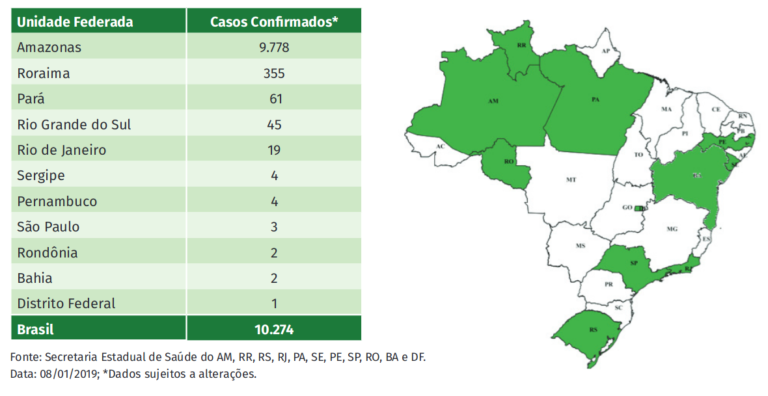 Unidade Federada Casos Confirmados*
Amazonas 9.778
Roraima 355
Pará 61
Rio Grande do Sul 45
Rio de Janeiro 19
Sergipe 4
Pernambuco 4
São Paulo 3
Rondônia 2
Bahia 2
Distrito Federal 1
Brasil 10.274
Fonte: Secretaria Estadual de Saúde do AM, RR, RS, RJ, PA, SE, PE, SP, RO, BA e DF.
Data: 08/01/2019; *Dados sujeitos a alterações.
RR
AP
AM
PA
MA
CE
RN
PB
PI
PE
AC
RO
TO
MT
GO
MG
ES
MS
SP
RJ
PR
SC
RS